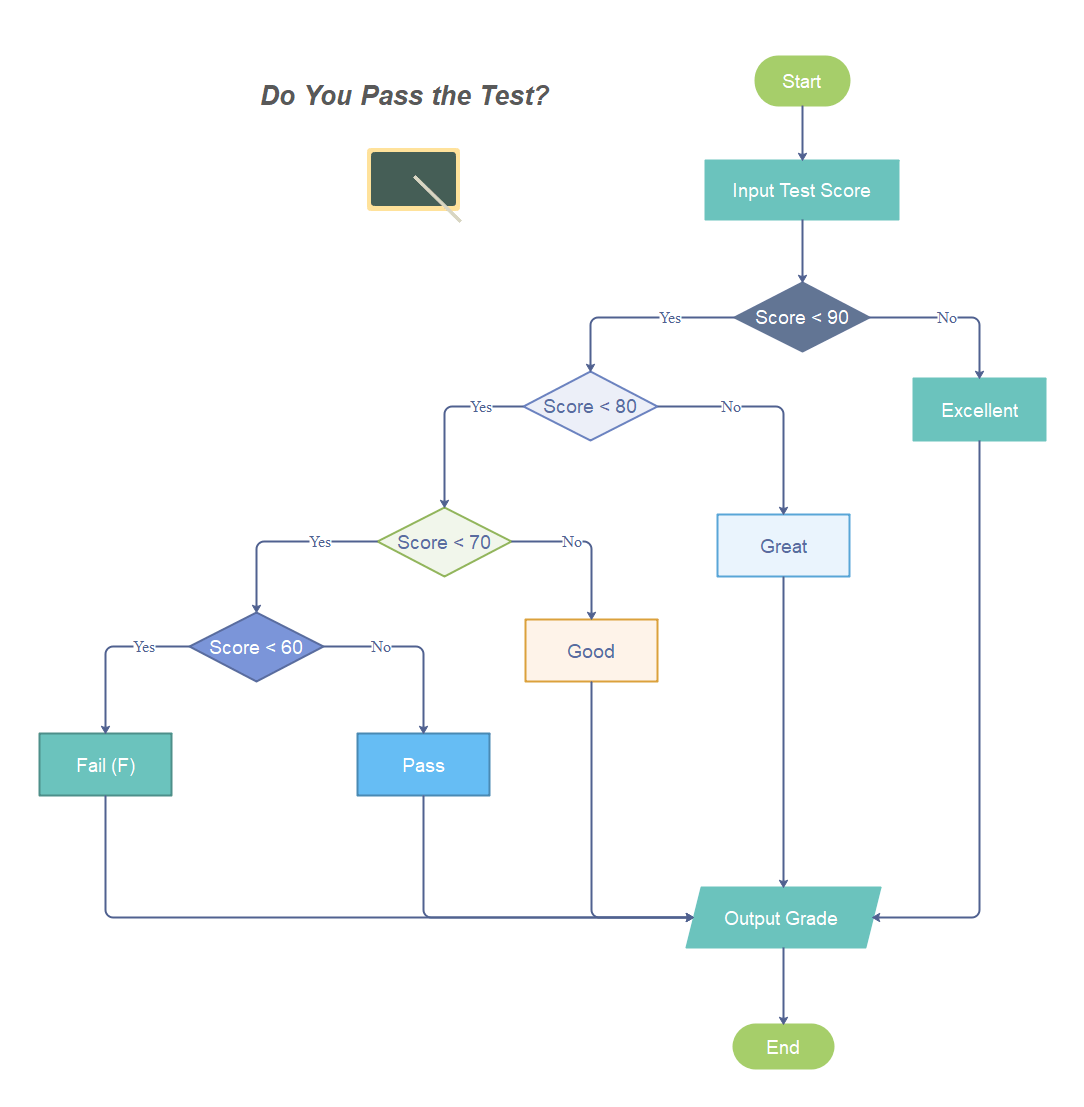 Do You Pass the Test?
Start
Input Test Score
Score < 90
Yes
No
Score < 80
Excellent
Yes
No
Score < 70
Great
Yes
No
Score < 60
Good
Yes
No
Fail (F)
Pass
Output Grade
End